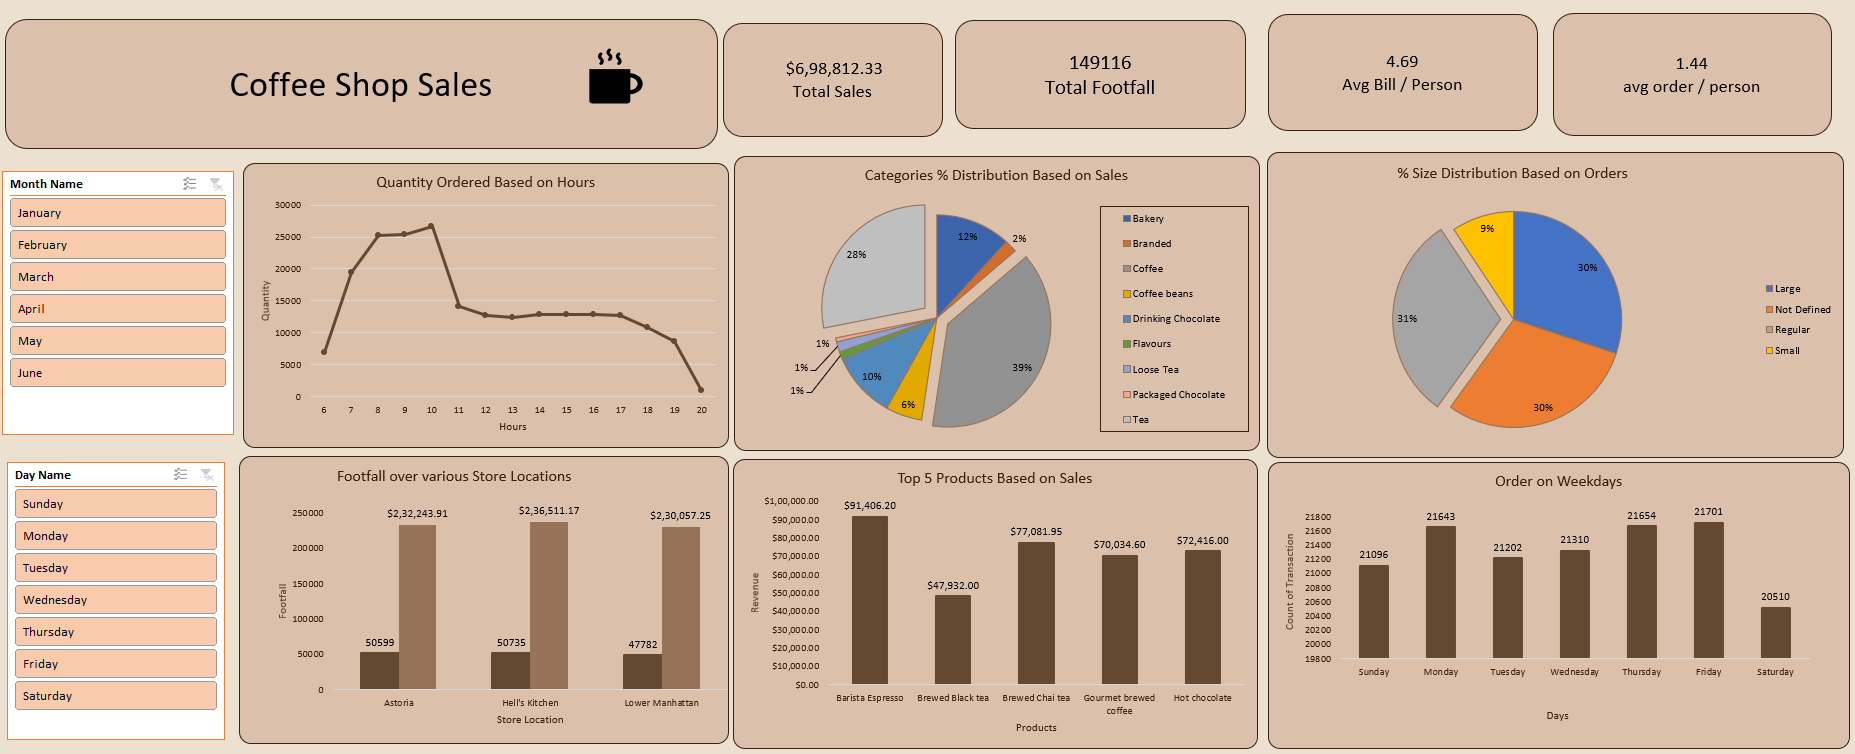 Coffee Shop Sales
$6,98,812.33
Total Sales
149116
Total Footfall
4.69
Avg Bill / Person
1.44
avg order / person
Month Name
January
February
March
April
May
June
Day Name
Sunday
Monday
Tuesday
Wednesday
Thursday
Friday
Saturday
Quantity Ordered Based on Hours
Quantity
30000
25000
20000
15000
10000
5000
0
6 7 8 9 10 11 12 13 14 15 16 17 18 19 20
Hours
Categories % Distribution Based on Sales
12%
2%
28%
39%
1%
1%
1%
10%
6%
Bakery
Branded
Coffee
Coffee beans
Drinking Chocolate
Flavours
Loose Tea
Packaged Chocolate
Tea
% Size Distribution Based on Orders
9%
30%
31%
30%
Large
Not Defined
Regular
Small
Footfall over various Store Locations
Footfall
250000
200000
150000
100000
50000
0
$2,32,243.91 $2,36,511.17 $2,30,057.25
50599 50735 47782
Astoria Hell's Kitchen Lower Manhattan
Store Location
Top 5 Products Based on Sales
Revenue
$1,00,000.00
$90,000.00
$80,000.00
$70,000.00
$60,000.00
$50,000.00
$40,000.00
$30,000.00
$20,000.00
$10,000.00
$0.00
$91,406.20 $47,932.00 $77,081.95 $70,034.60 $72,416.00
Barista Espresso Brewed Black tea Brewed Chai tea Gourmet brewed coffee Hot chocolate
Products
Order on Weekdays
Count of Transaction
21800
21600
21400
21200
21000
20800
20600
20400
20200
20000
19800
21096 21643 21202 21310 21654 21701 20510
Sunday Monday Tuesday Wednesday Thursday Friday Saturday
Days